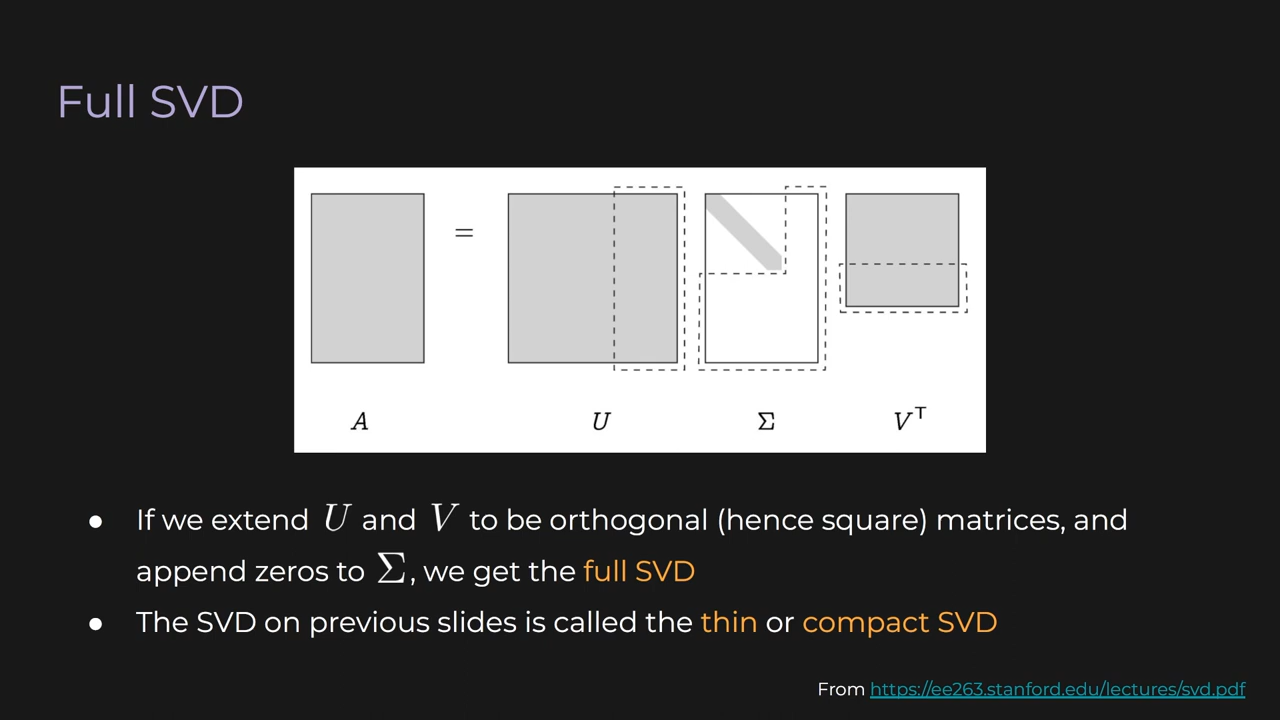 Full SVD
=
A U Σ V^T
● If we extend U and V to be orthogonal (hence square) matrices, and
append zeros to Σ, we get the full SVD
● The SVD on previous slides is called the thin or compact SVD
From https://ee263.stanford.edu/lectures/svd.pdf